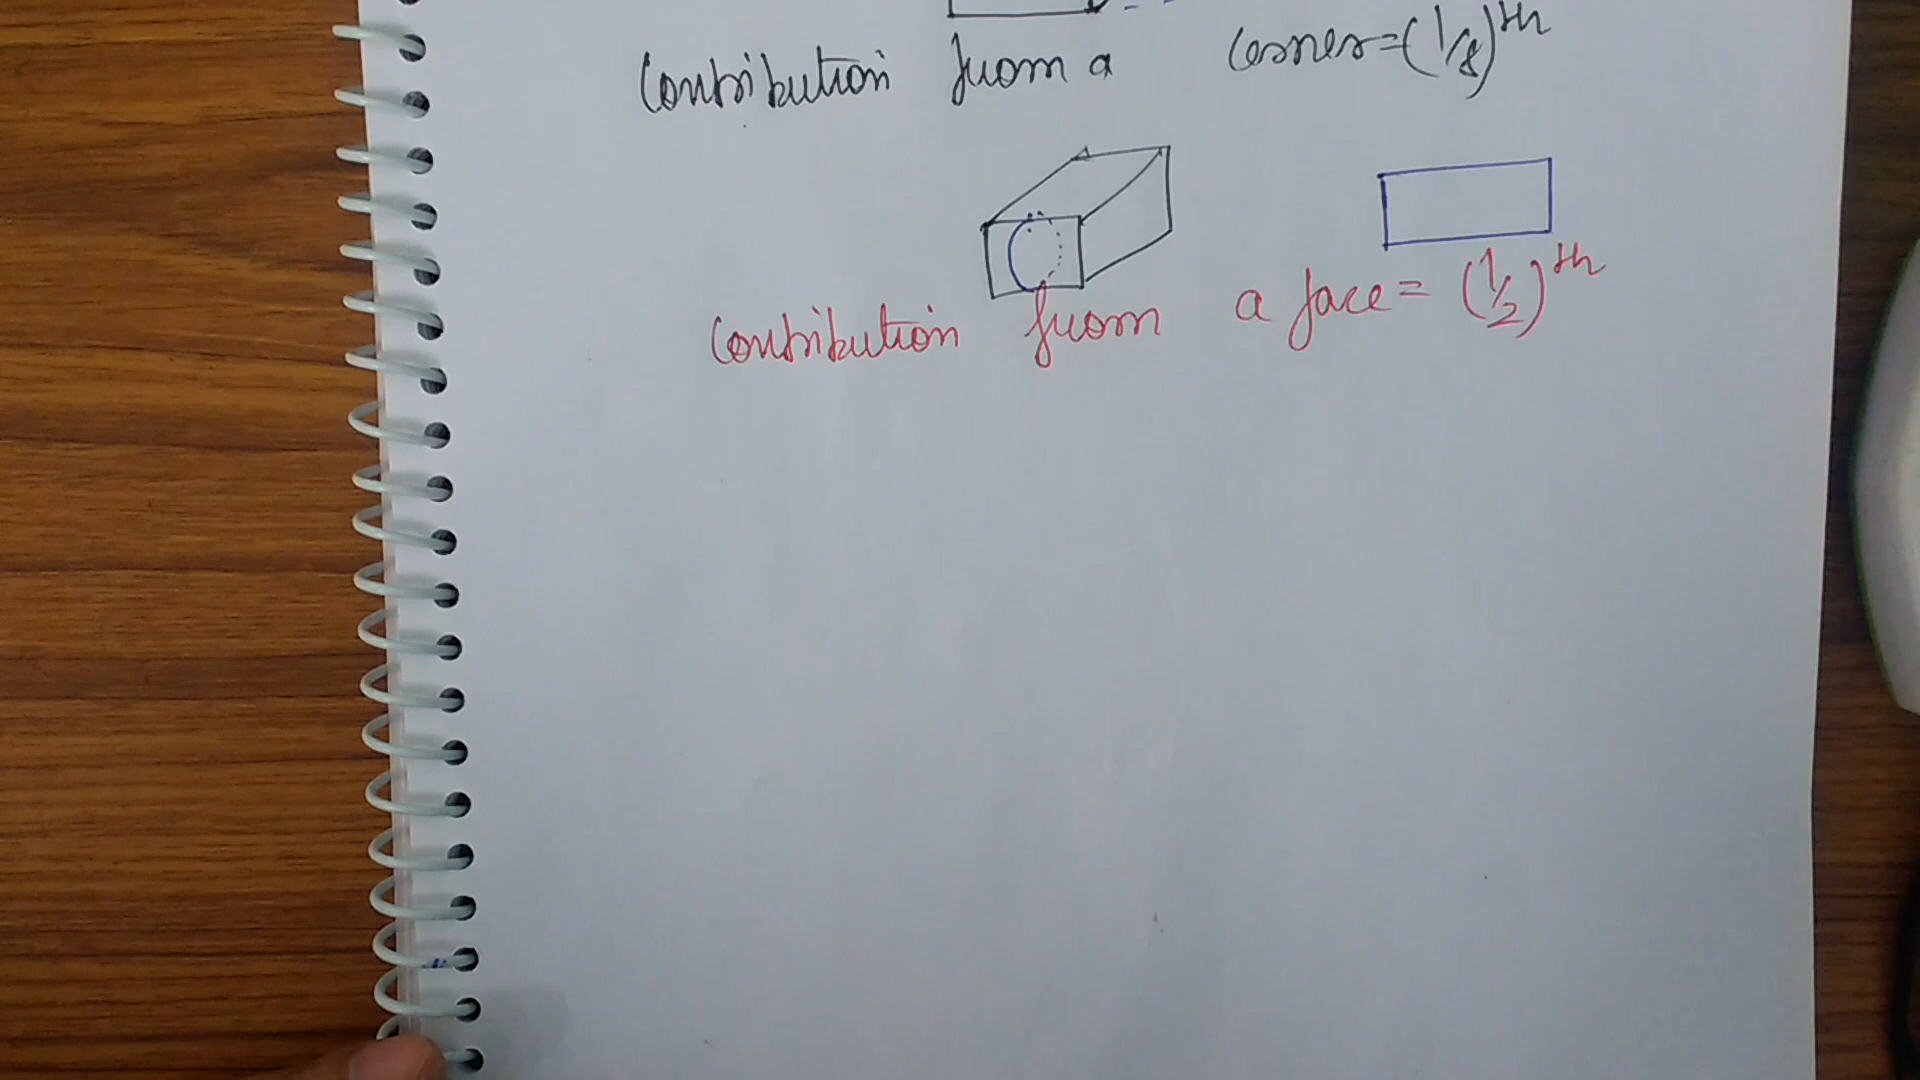 Contribution from a corner=(1/8)th
contribution from a face= (1/2)th